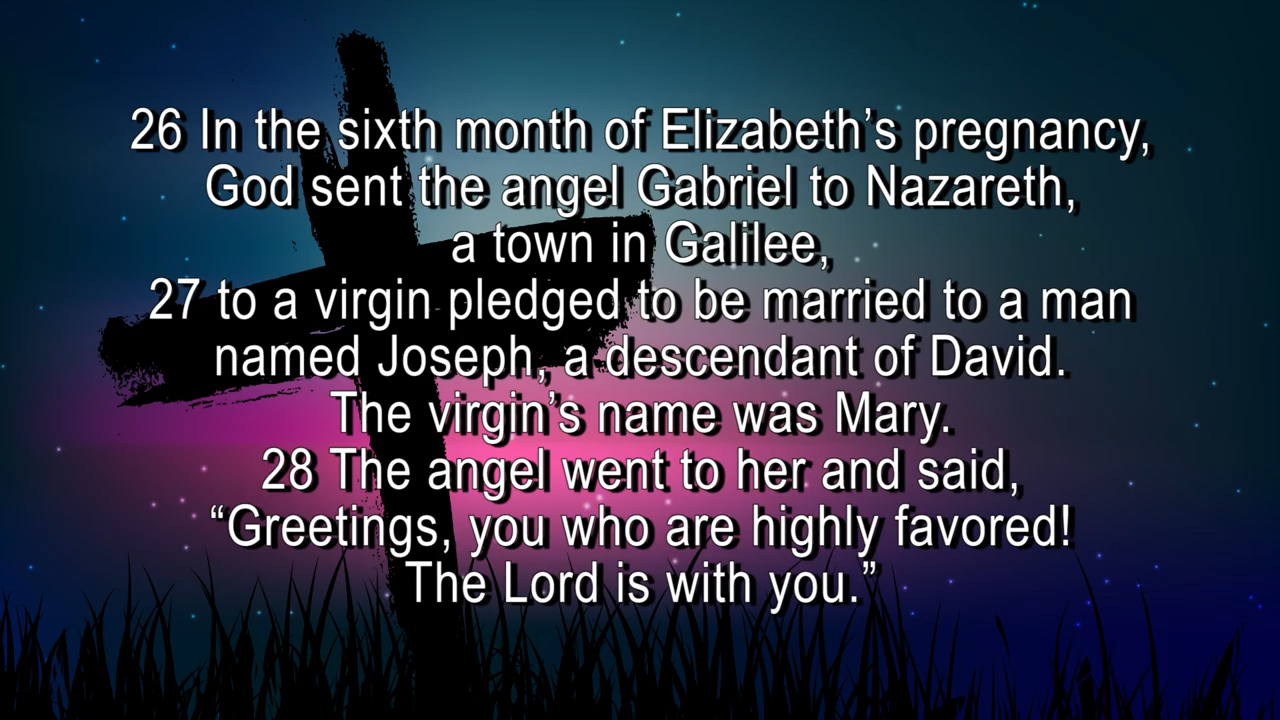 26 In the sixth month of Elizabeth’s pregnancy,
God sent the angel Gabriel to Nazareth,
a town in Galilee,
27 to a virgin pledged to be married to a man
named Joseph, a descendant of David.
The virgin’s name was Mary.
28 The angel went to her and said,
“Greetings, you who are highly favored!
The Lord is with you.”